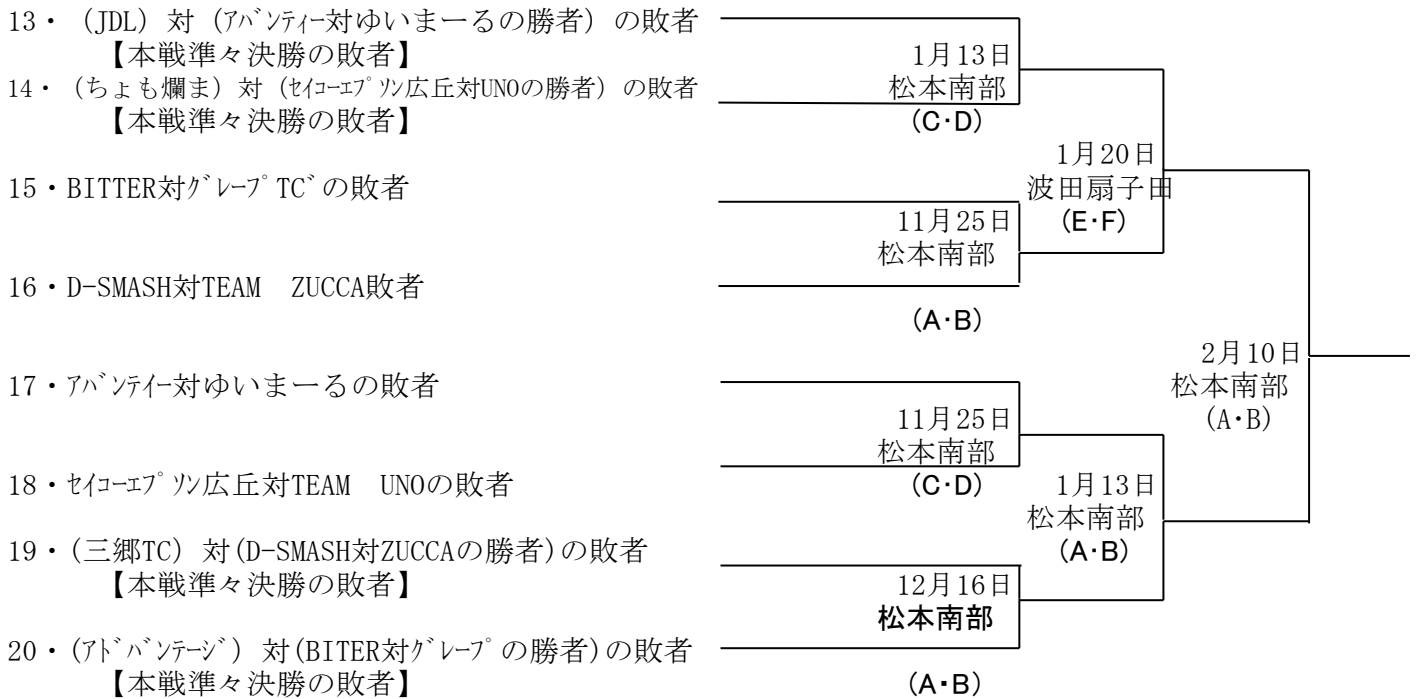 13・ (JDL) 対 (ｱﾊﾞﾝﾃｨｰ対ゆいまーるの勝者) の敗者
【本戦準々決勝の敗者】
1月13日
14・ (ちょも爛ま) 対 (ｾｲｺｰｴﾌﾟｿﾝ広丘対UNOの勝者) の敗者
松本南部
【本戦準々決勝の敗者】
(C･D)
1月20日
15・BITTER対ｸﾞﾚｰﾌﾟTC゛の敗者
波田扇子田
11月25日
(E･F)
松本南部
16・D-SMASH対TEAM　ZUCCA敗者
(A･B)
2月10日
17・ｱﾊﾞﾝﾃｲｰ対ゆいまーるの敗者
松本南部
11月25日
(A･B)
松本南部
18・ｾｲｺｰｴﾌﾟｿﾝ広丘対TEAM　UNOの敗者
(C･D)
1月13日
松本南部
19・(三郷TC) 対(D-SMASH対ZUCCAの勝者)の敗者
(A･B)
【本戦準々決勝の敗者】
12月16日
松本南部
20・(ｱﾄﾞﾊﾞﾝﾃｰｼﾞ) 対(BITER対ｸﾞﾚｰﾌﾟの勝者)の敗者
【本戦準々決勝の敗者】
(A･B)